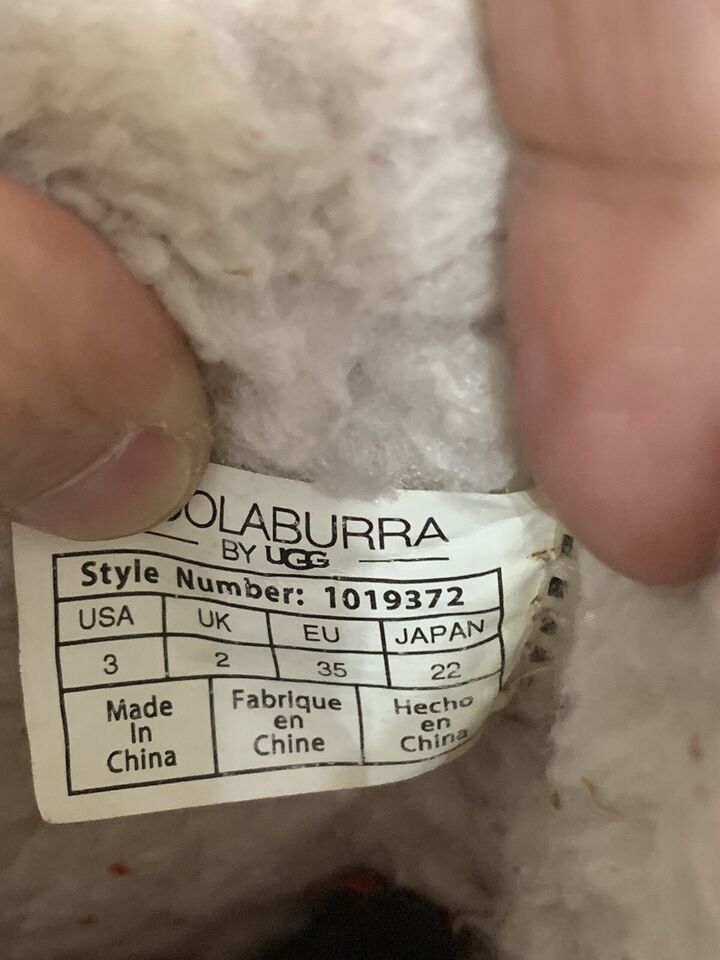 OLABURRA
BY UGG
Style Number: 1019372
USA UK EU JAPAN
3 2 35 22
Made In China
Fabrique en Chine
Hecho en China